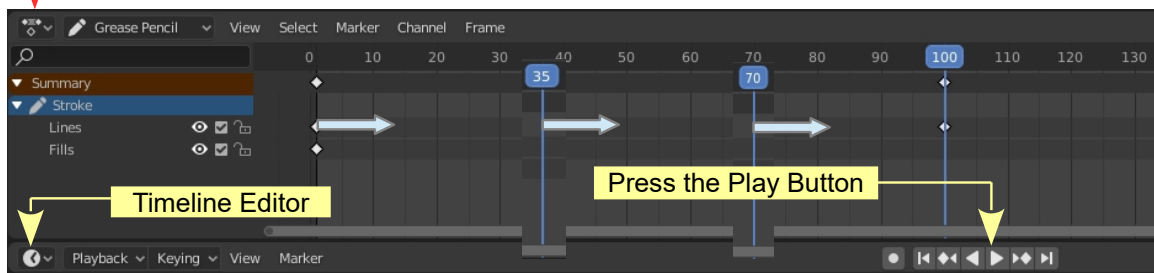 Grease Pencil View Select Marker Channel Frame
0 10 20 30 40 50 60 70 80 90 100 110 120 130
35 70
Summary
Stroke
Lines
Fills
Press the Play Button
Timeline Editor
Playback Keying View Marker